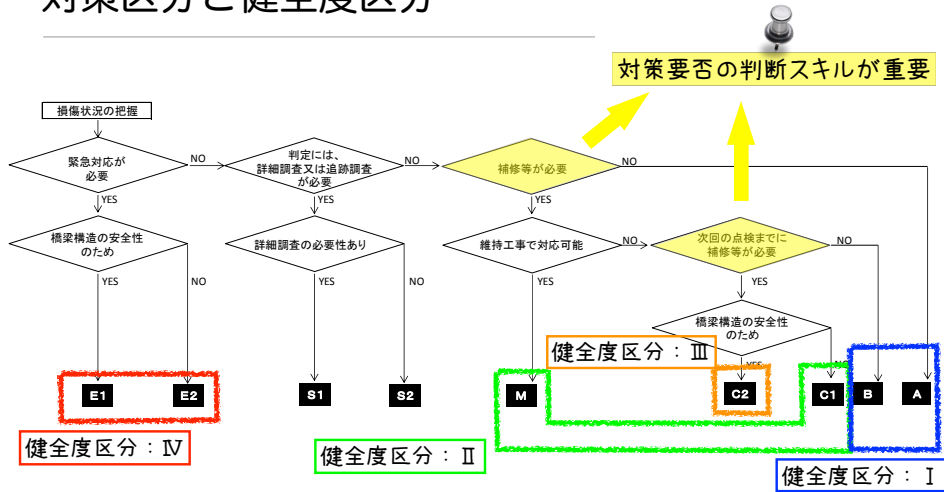 対策区分と健全度区分
対策要否の判断スキルが重要
損傷状況の把握
緊急対応が
必要
NO
判定には、
詳細調査又は追跡調査
が必要
NO
補修等が必要
NO
YES
YES
YES
橋梁構造の安全性
のため
詳細調査の必要性あり
維持工事で対応可能
NO
次回の点検までに
補修等が必要
NO
YES
NO
YES
NO
YES
YES
橋梁構造の安全性
のため
健全度区分：Ⅲ
YES
NO
E1
E2
S1
S2
M
C2
C1
B
A
健全度区分：Ⅳ
健全度区分：Ⅱ
健全度区分：Ⅰ